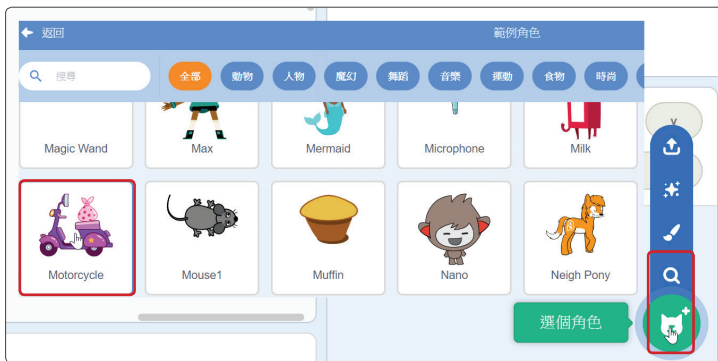 返回 範例角色
搜尋 全部 動物 人物 魔幻 舞蹈 音樂 運動 食物 時尚
Magic Wand Max Mermaid Microphone Milk
y
Motorcycle Mouse1 Muffin Nano Neigh Pony
選個角色